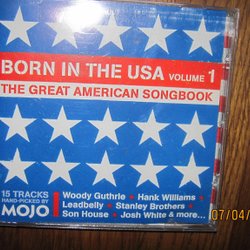 BORN IN THE USA VOLUME 1
THE GREAT AMERICAN SONGBOOK
15 TRACKS
HAND-PICKED BY
MOJO
Woody Guthrie • Hank Williams
Leadbelly • Stanley Brothers •
Son House • Josh White & more...
07/04/